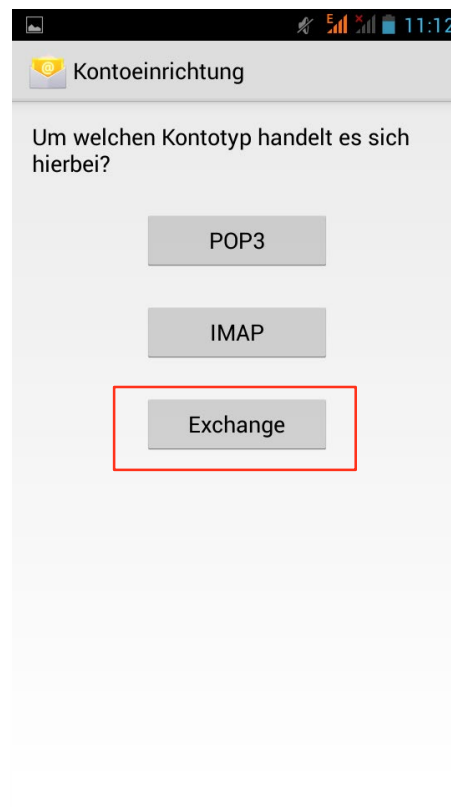 E 11:12
Kontoeinrichtung
Um welchen Kontotyp handelt es sich
hierbei?
POP3
IMAP
Exchange